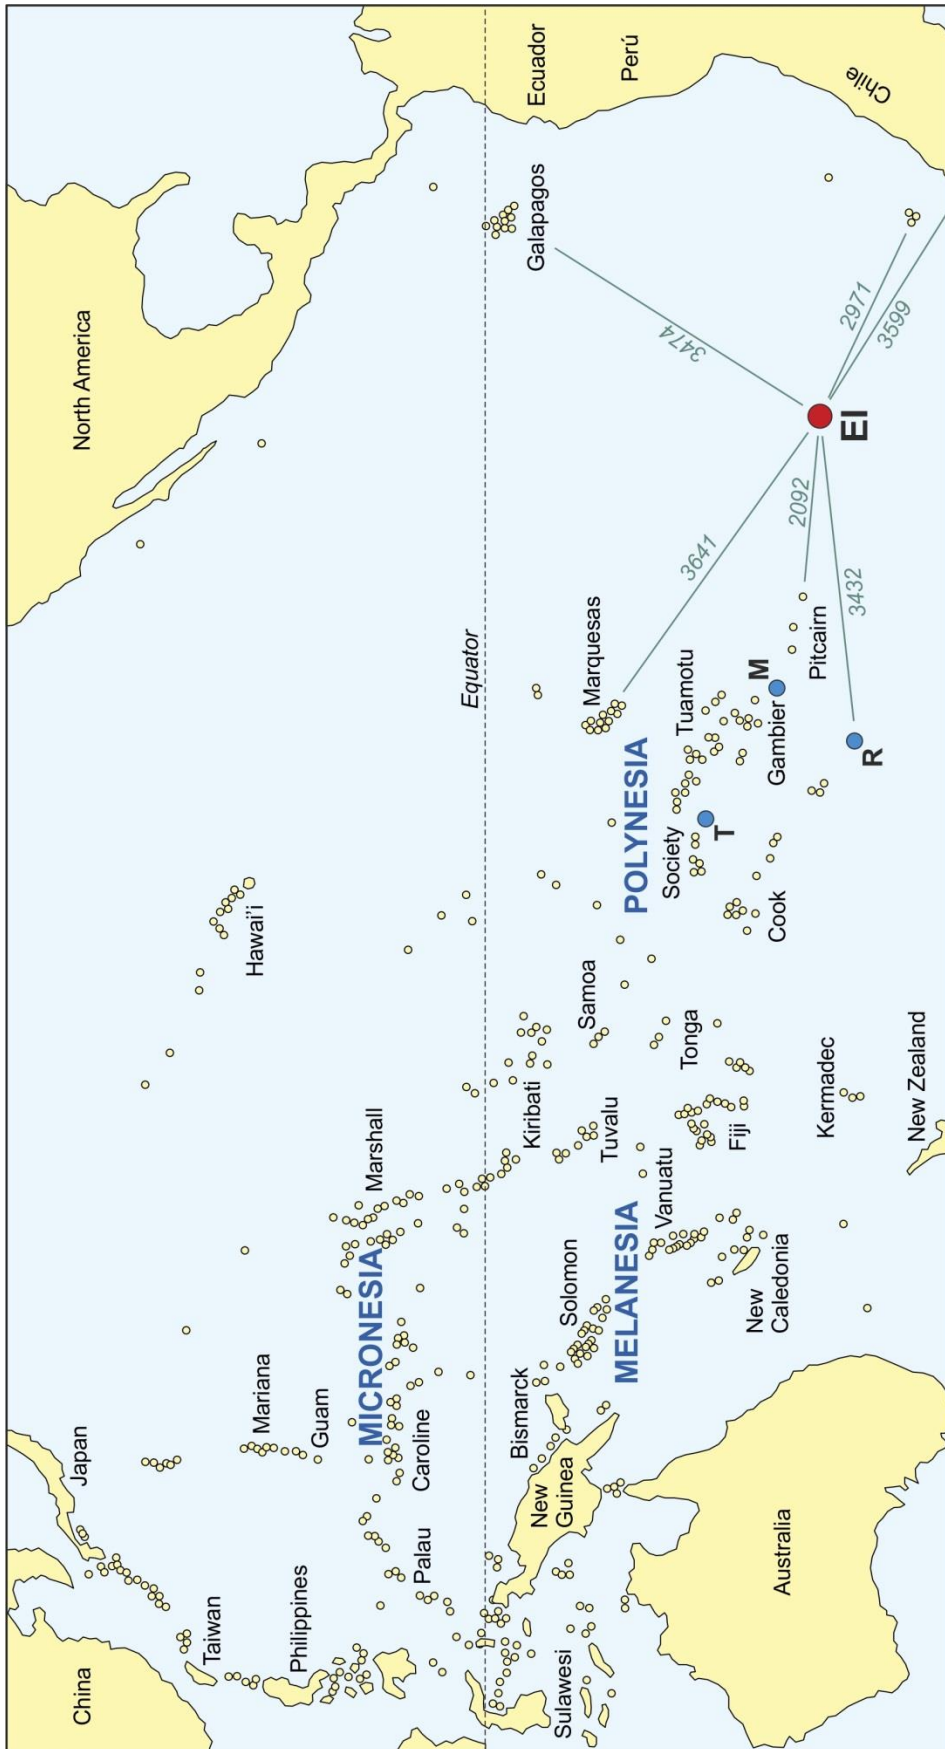 China
Japan
North America
Taiwan
Philippines
Mariana
Guam
Hawai'i
MICRONESIA
Marshall
Palau
Caroline
Equator
Galapagos
Ecuador
Perú
Chile
Kiribati
Sulawesi
New
Guinea
Bismarck
Solomon
MELANESIA
Tuvalu
Samoa
Marquesas
POLYNESIA
3641
3474
Vanuatu
Tonga
Society
Tuamotu
T
Fiji
Cook
New
Caledonia
Gambier
M
Pitcairn
2092
2971
3599
EI
Australia
Kermadec
R
3432
New Zealand